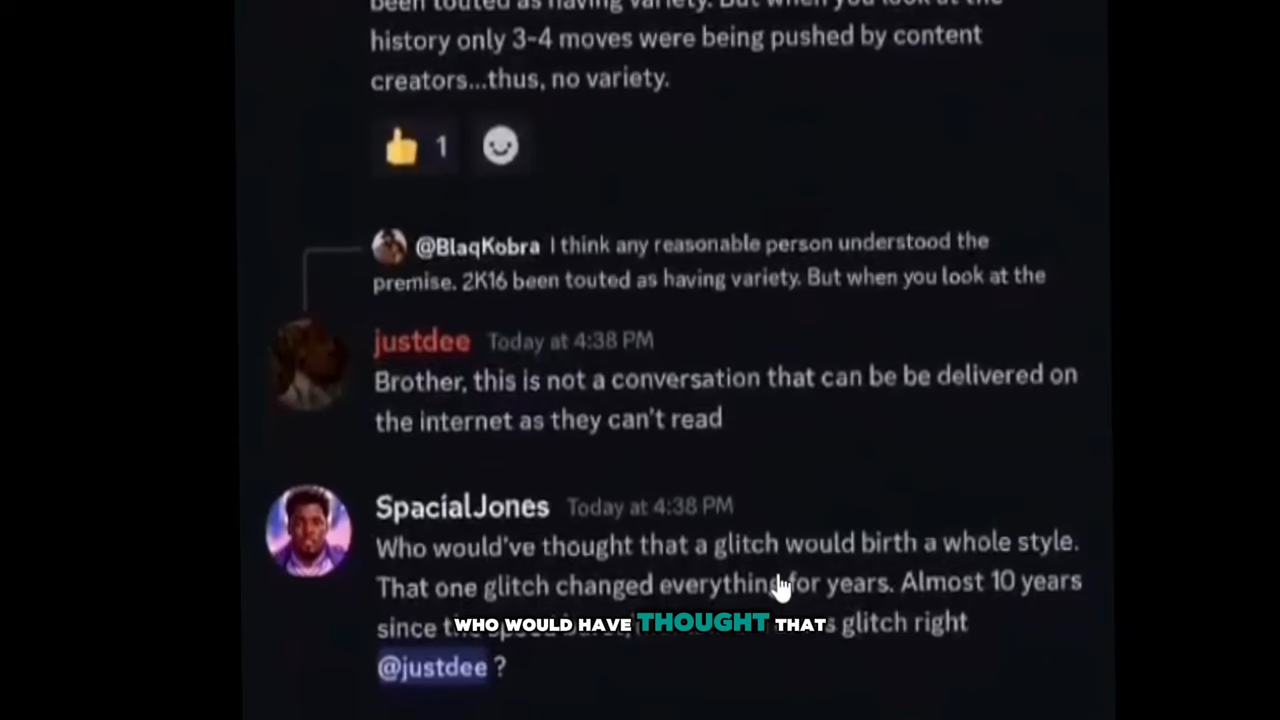 been touted as having variety. But when you look at the
history only 3-4 moves were being pushed by content
creators...thus, no variety.
1
@BlaqKobra I think any reasonable person understood the
premise. 2K16 been touted as having variety. But when you look at the
justdee Today at 4:38 PM
Brother, this is not a conversation that can be be delivered on
the internet as they can't read
SpacialJones Today at 4:38 PM
Who would've thought that a glitch would birth a whole style.
That one glitch changed everything for years. Almost 10 years
since glitch right
WHO WOULD HAVE THOUGHT THAT
@justdee ?